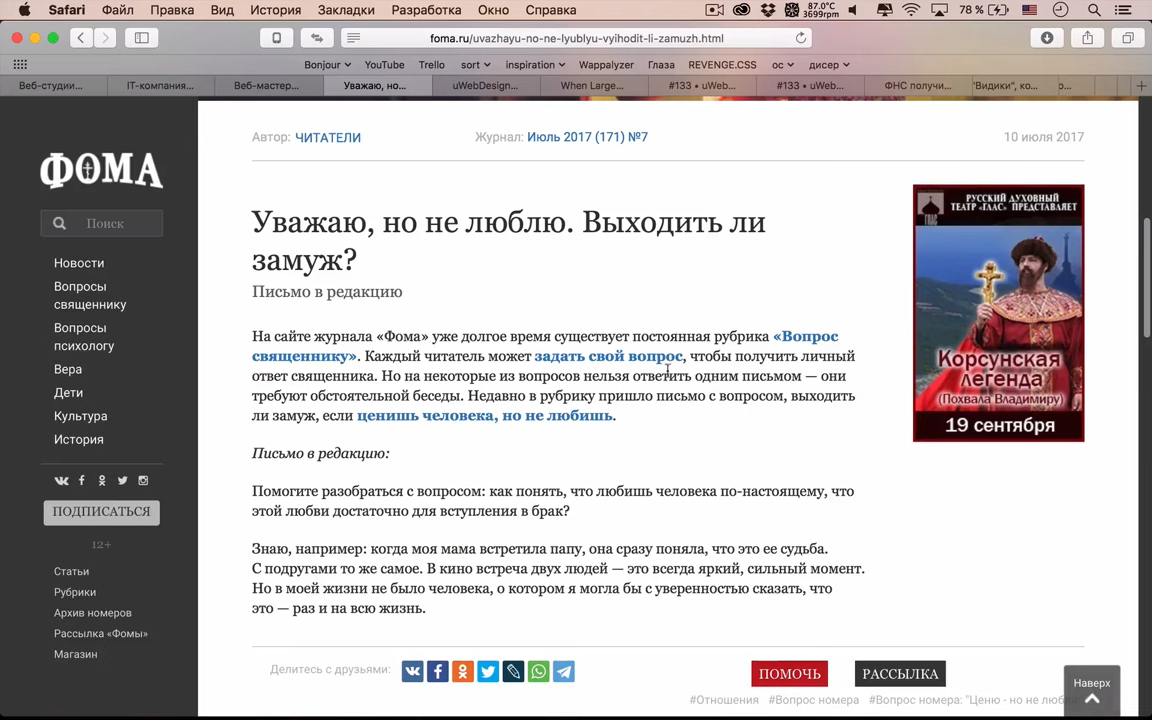 Safari Файл Правка Вид История Закладки Разработка Окно Справка 87.0°C 3699rpm 78 %
foma.ru/uvazhayu-no-ne-lyublyu-vyihodit-li-zamuzh.html
Bonjour YouTube Trello sort inspiration Wappalyzer Глаза REVENGE.CSS ос дисер
Веб-студии... IT-компания... Веб-мастер... Уважаю, но... uWebDesign... When Large... #133 • uWeb... #133 • uWeb... ФНС получи... "Видики", ко...
Автор: ЧИТАТЕЛИ Журнал: Июль 2017 (171) №7 10 июля 2017
ФОМА
Поиск
Новости
Вопросы
священнику
Вопросы
психологу
Вера
Дети
Культура
История
ПОДПИСАТЬСЯ
12+
Статьи
Рубрики
Архив номеров
Рассылка «Фомы»
Магазин
Уважаю, но не люблю. Выходить ли
замуж?
Письмо в редакцию
На сайте журнала «Фома» уже долгое время существует постоянная рубрика «Вопрос
священнику». Каждый читатель может задать свой вопрос, чтобы получить личный
ответ священника. Но на некоторые из вопросов нельзя ответить одним письмом — они
требуют обстоятельной беседы. Недавно в рубрику пришло письмо с вопросом, выходить
ли замуж, если ценишь человека, но не любишь.
Письмо в редакцию:
Помогите разобраться с вопросом: как понять, что любишь человека по-настоящему, что
этой любви достаточно для вступления в брак?
Знаю, например: когда моя мама встретила папу, она сразу поняла, что это ее судьба.
С подругами то же самое. В кино встреча двух людей — это всегда яркий, сильный момент.
Но в моей жизни не было человека, о котором я могла бы с уверенностью сказать, что
это — раз и на всю жизнь.
РУССКИЙ ДУХОВНЫЙ
ТЕАТР «ГЛАС» ПРЕДСТАВЛЯЕТ
ГЛАС
Корсунская
легенда
(Похвала Владимиру)
19 сентября
Делитесь с друзьями: ПОМОЧЬ РАССЫЛКА
#Отношения #Вопрос номера #Вопрос номера: "Ценю - но не
Наверх